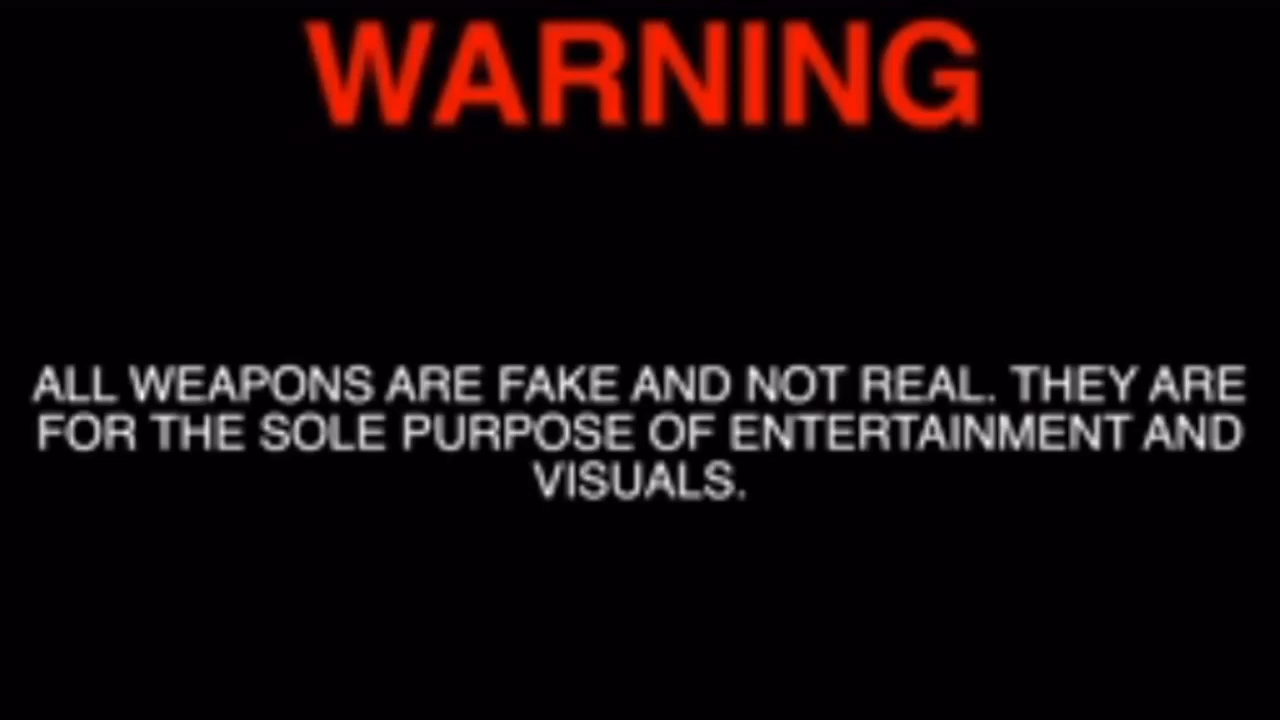 WARNING
ALL WEAPONS ARE FAKE AND NOT REAL. THEY ARE
FOR THE SOLE PURPOSE OF ENTERTAINMENT AND
VISUALS.